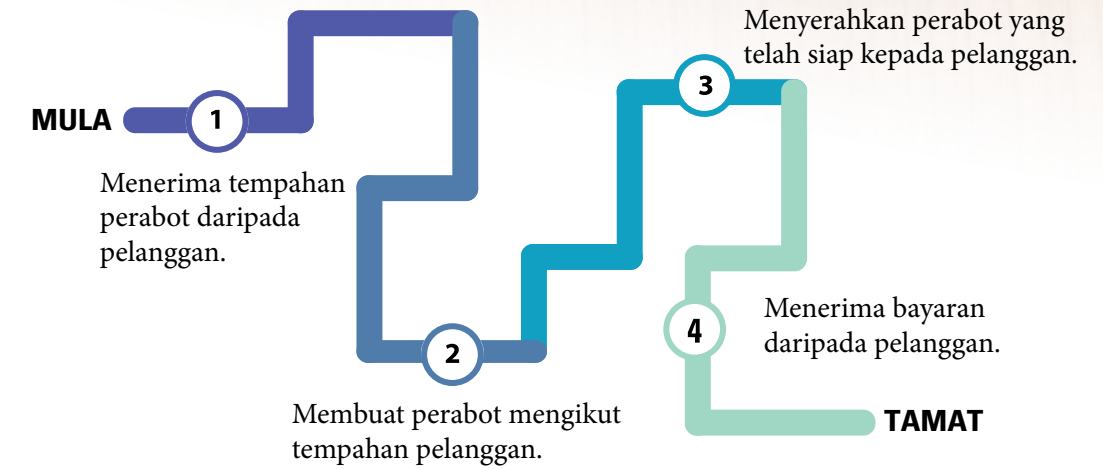 MULA
1
Menerima tempahan
perabot daripada
pelanggan.
2
Membuat perabot mengikut
tempahan pelanggan.
3
Menyerahkan perabot yang
telah siap kepada pelanggan.
4
Menerima bayaran
daripada pelanggan.
TAMAT